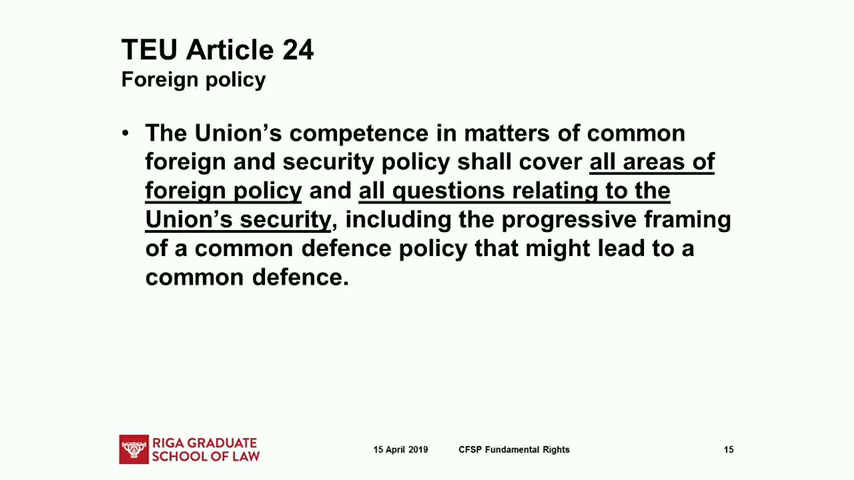 TEU Article 24
Foreign policy
• The Union’s competence in matters of common
foreign and security policy shall cover all areas of
foreign policy and all questions relating to the
Union’s security, including the progressive framing
of a common defence policy that might lead to a
common defence.
RIGA GRADUATE
SCHOOL OF LAW
15 April 2019 CFSP Fundamental Rights 15